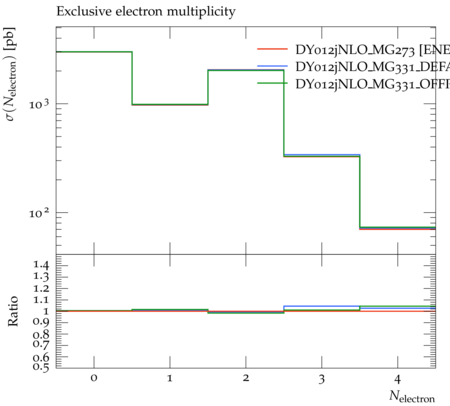 Exclusive electron multiplicity
σ(N_electron) [pb]
DY012jNLO_MG273 [ENE
DY012jNLO_MG331_DEFA
DY012jNLO_MG331_OFFI
10^3
10^2
Ratio
1.4
1.3
1.2
1.1
1
0.9
0.8
0.7
0.6
0.5
0 1 2 3 4
N_electron